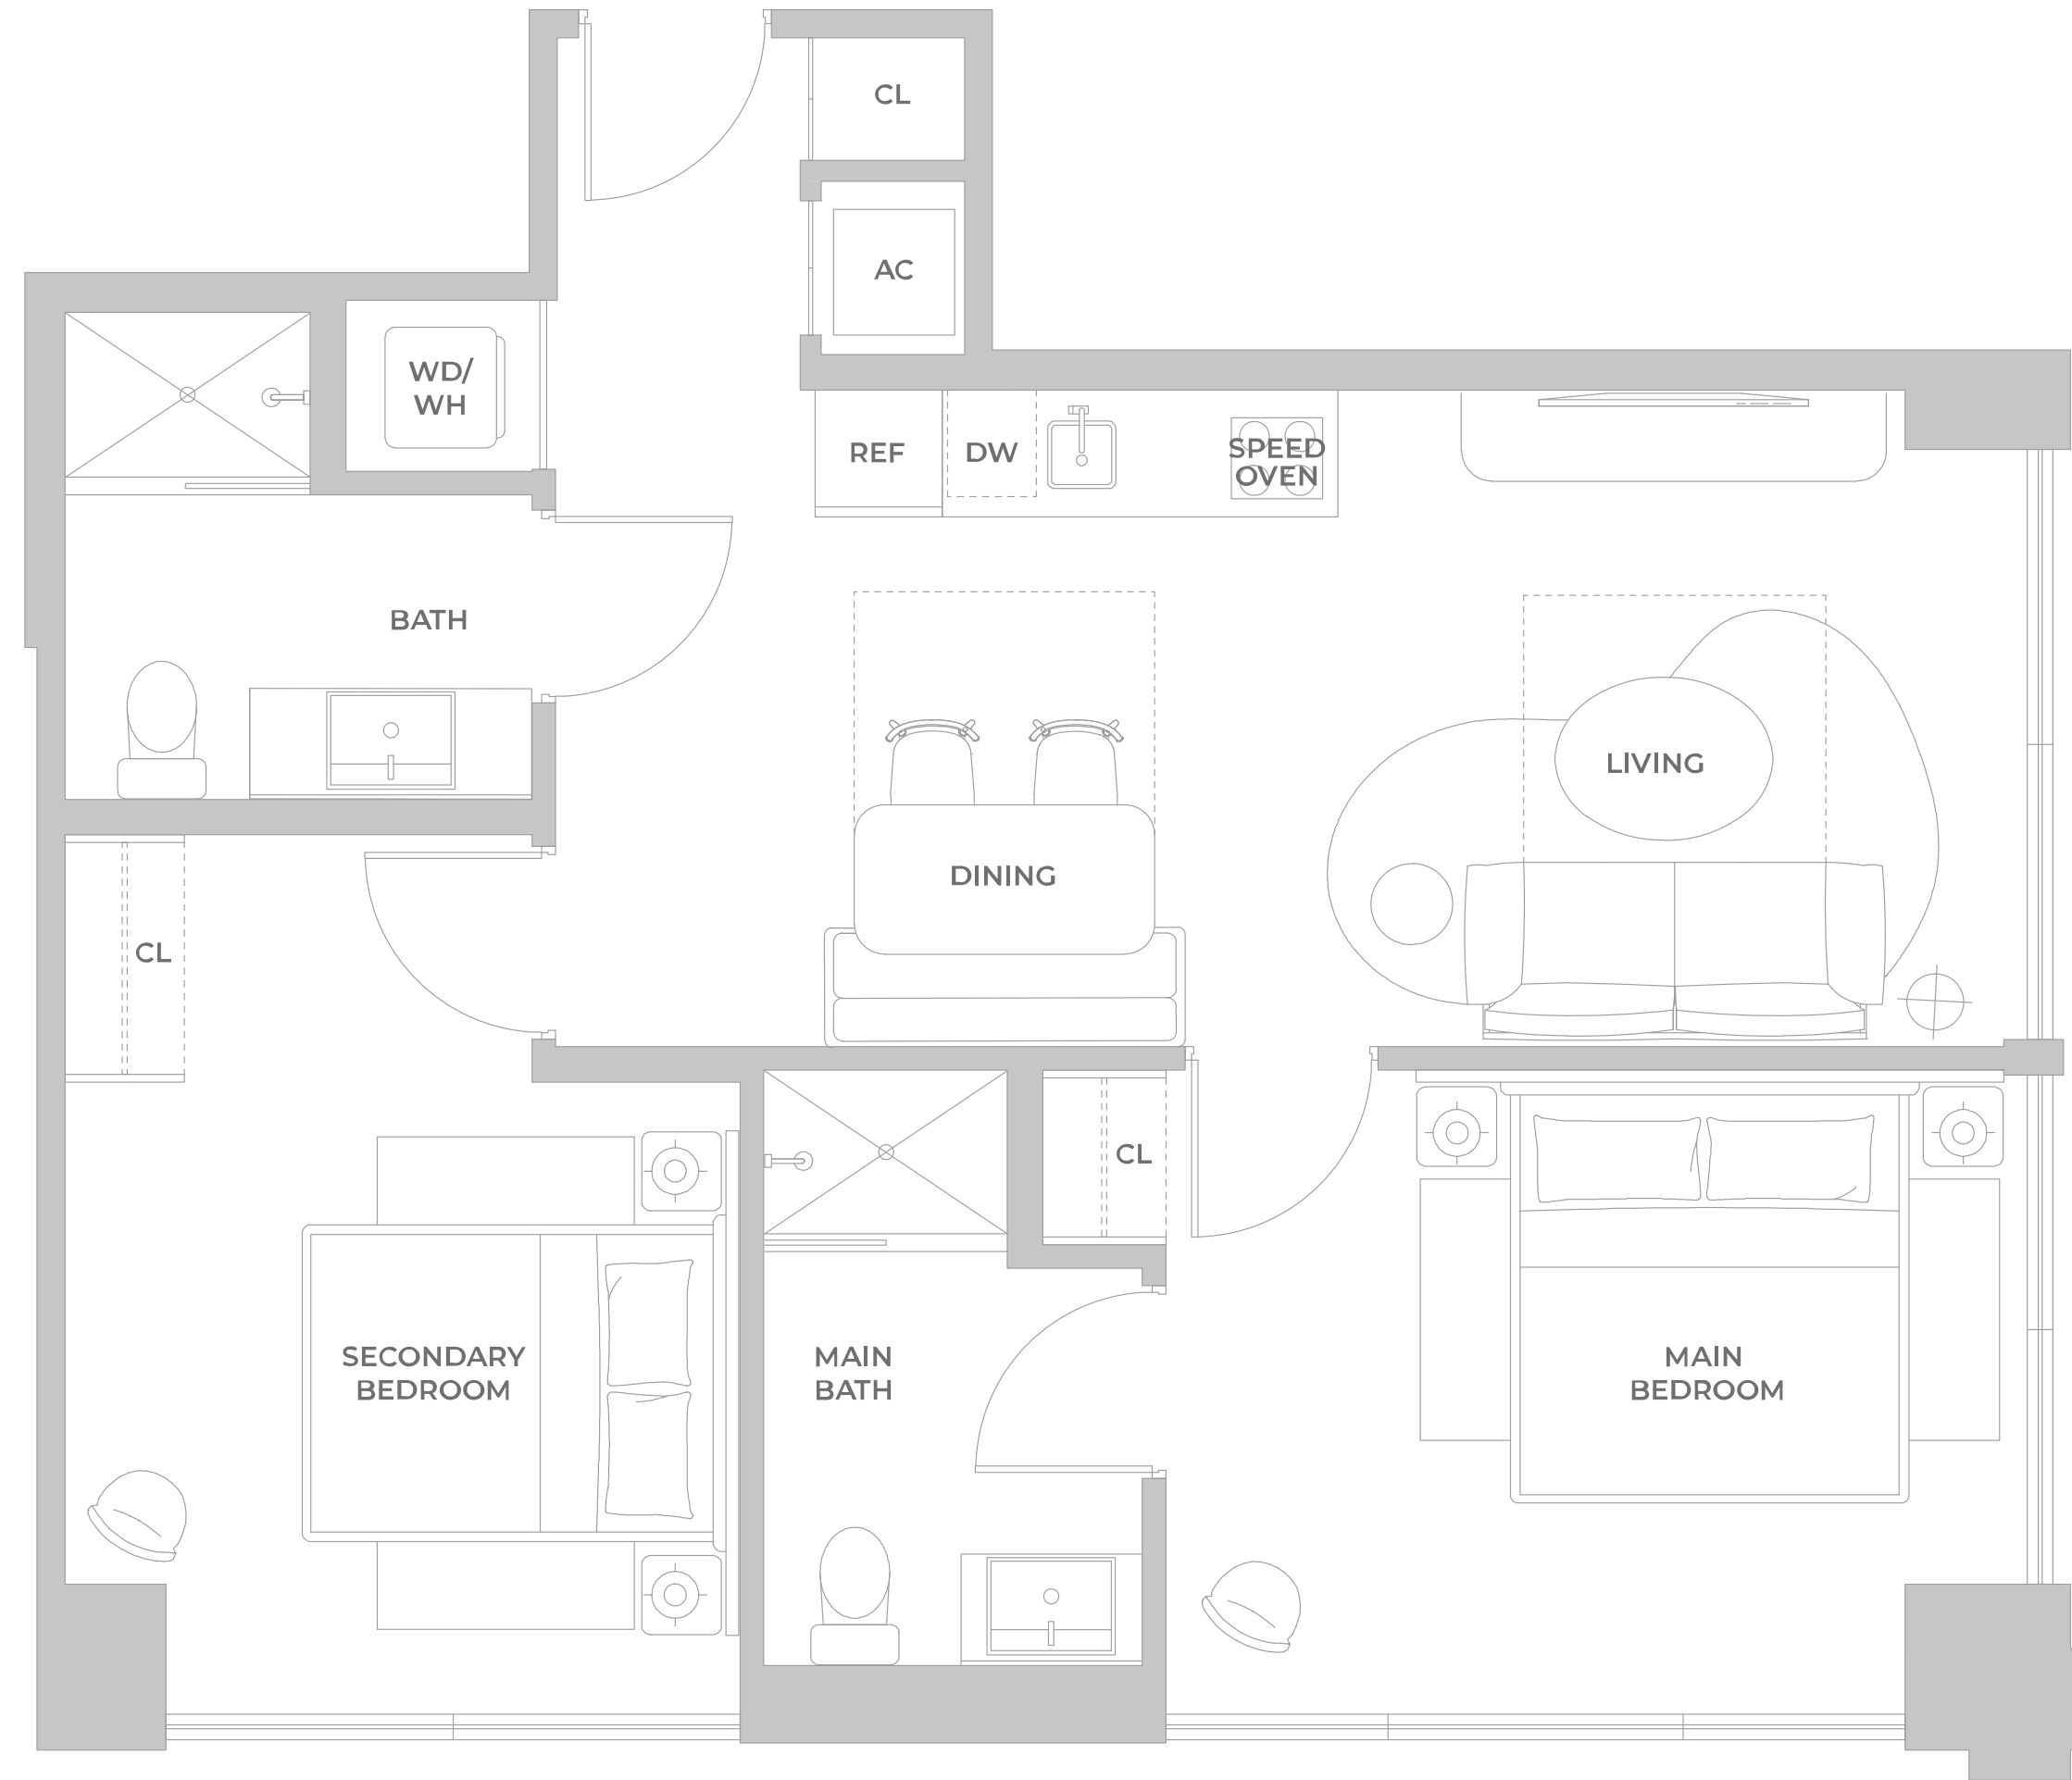 CL
AC
WD/
WH
REF
DW
SPEED
OVEN
BATH
LIVING
DINING
CL
CL
SECONDARY
BEDROOM
MAIN
BATH
MAIN
BEDROOM